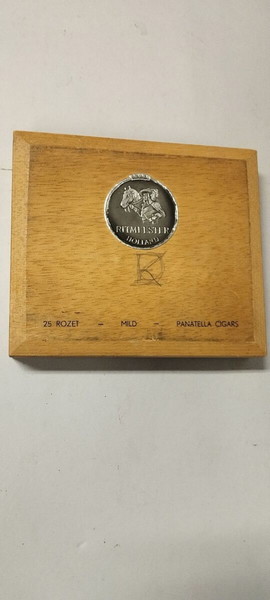 RITMEESTER
HOLLAND
R
25 ROZET – MILD – PANATELLA CIGARS